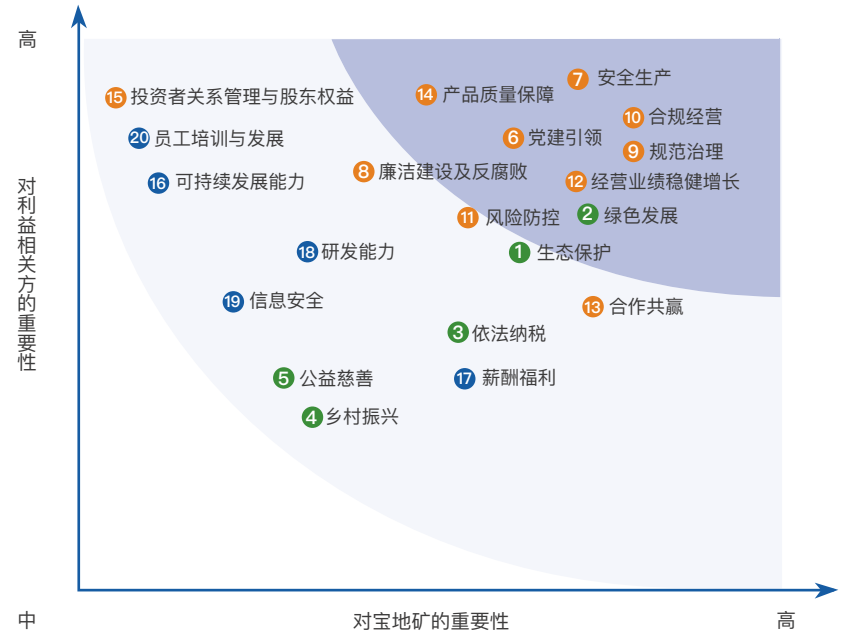 高
7 安全生产
14 产品质量保障
15 投资者关系管理与股东权益
10 合规经营
20 员工培训与发展
6 党建引领
9 规范治理
8 廉洁建设及反腐败
16 可持续发展能力
12 经营业绩稳健增长
11 风险防控
2 绿色发展
18 研发能力
1 生态保护
19 信息安全
13 合作共赢
3 依法纳税
5 公益慈善
17 薪酬福利
4 乡村振兴
对利益相关方的重要性
中
对宝地矿的重要性
高